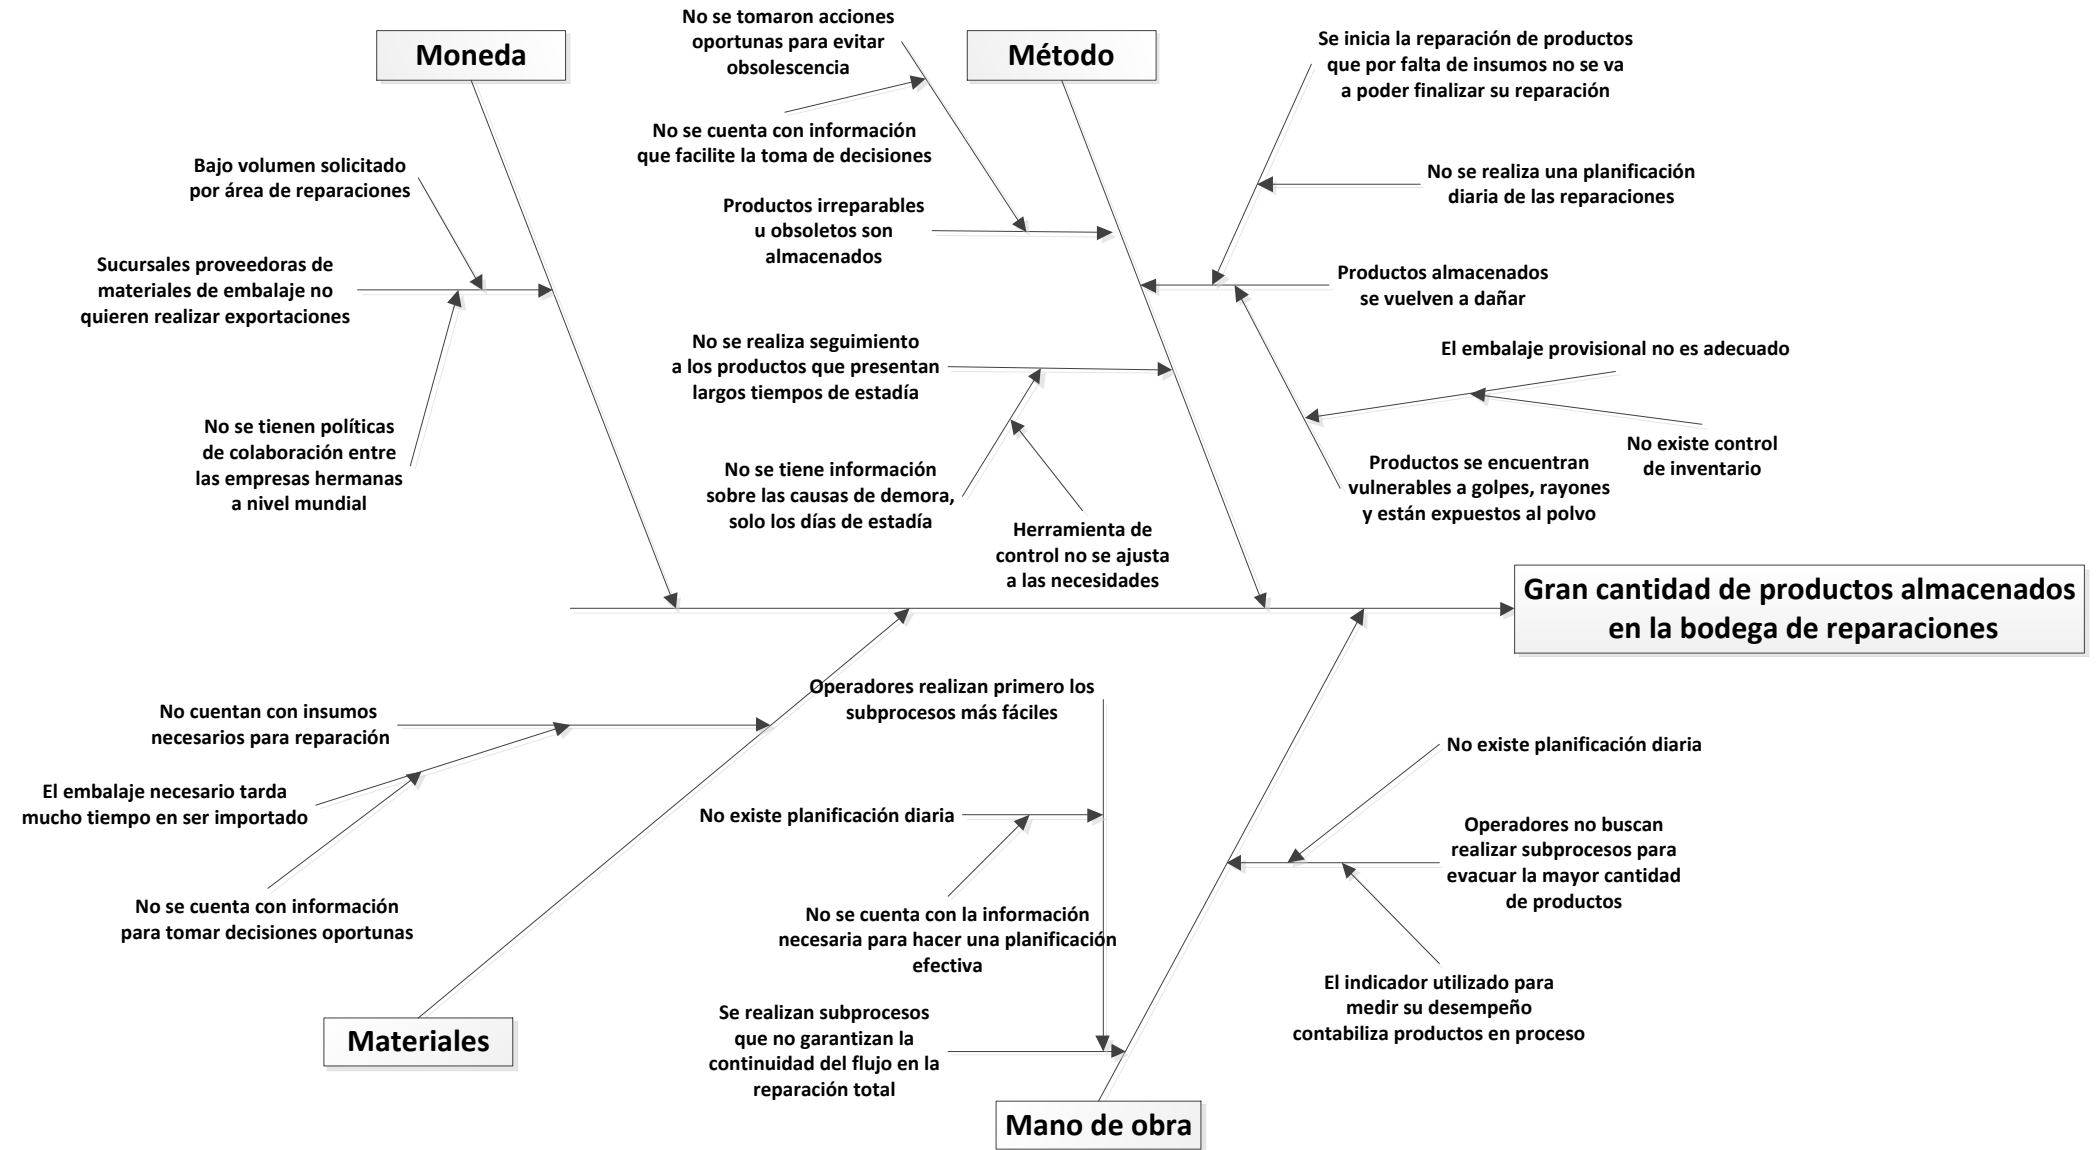 Moneda
No se tomaron acciones
oportunas para evitar
obsolescencia
Método
Se inicia la reparación de productos
que por falta de insumos no se va
a poder finalizar su reparación
No se cuenta con información
que facilite la toma de decisiones
Bajo volumen solicitado
por área de reparaciones
No se realiza una planificación
diaria de las reparaciones
Productos irreparables
u obsoletos son
almacenados
Sucursales proveedoras de
materiales de embalaje no
quieren realizar exportaciones
Productos almacenados
se vuelven a dañar
No se realiza seguimiento
a los productos que presentan
largos tiempos de estadía
El embalaje provisional no es adecuado
No se tienen políticas
de colaboración entre
las empresas hermanas
a nivel mundial
No se tiene información
sobre las causas de demora,
solo los días de estadía
No existe control
de inventario
Productos se encuentran
vulnerables a golpes, rayones
y están expuestos al polvo
Herramienta de
control no se ajusta
a las necesidades
Gran cantidad de productos almacenados
en la bodega de reparaciones
Operadores realizan primero los
subprocesos más fáciles
No cuentan con insumos
necesarios para reparación
No existe planificación diaria
El embalaje necesario tarda
mucho tiempo en ser importado
No existe planificación diaria
Operadores no buscan
realizar subprocesos para
evacuar la mayor cantidad
de productos
No se cuenta con información
para tomar decisiones oportunas
No se cuenta con la información
necesaria para hacer una planificación
efectiva
El indicador utilizado para
medir su desempeño
contabiliza productos en proceso
Se realizan subprocesos
que no garantizan la
continuidad del flujo en la
reparación total
Materiales
Mano de obra